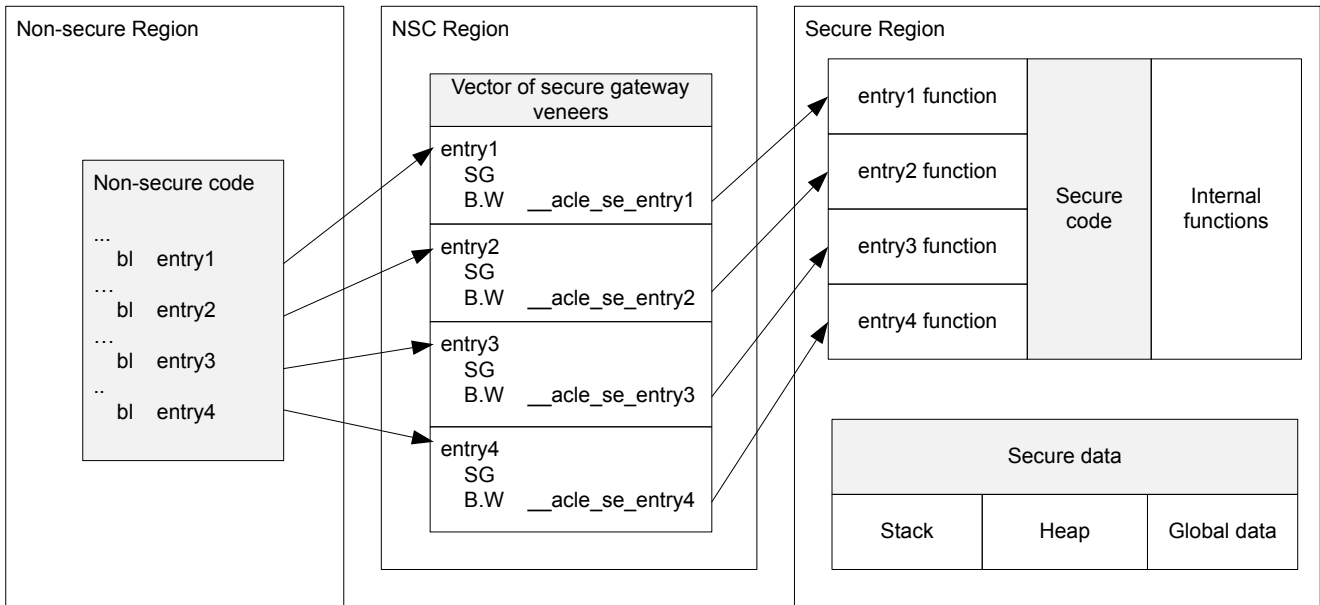 Non-secure Region
Non-secure code
...
bl entry1
...
bl entry2
...
bl entry3
..
bl entry4
NSC Region
Vector of secure gateway
veneers
entry1
SG
B.W __acle_se_entry1
entry2
SG
B.W __acle_se_entry2
entry3
SG
B.W __acle_se_entry3
entry4
SG
B.W __acle_se_entry4
Secure Region
entry1 function
entry2 function
entry3 function
entry4 function
Secure
code
Internal
functions
Secure data
Stack
Heap
Global data